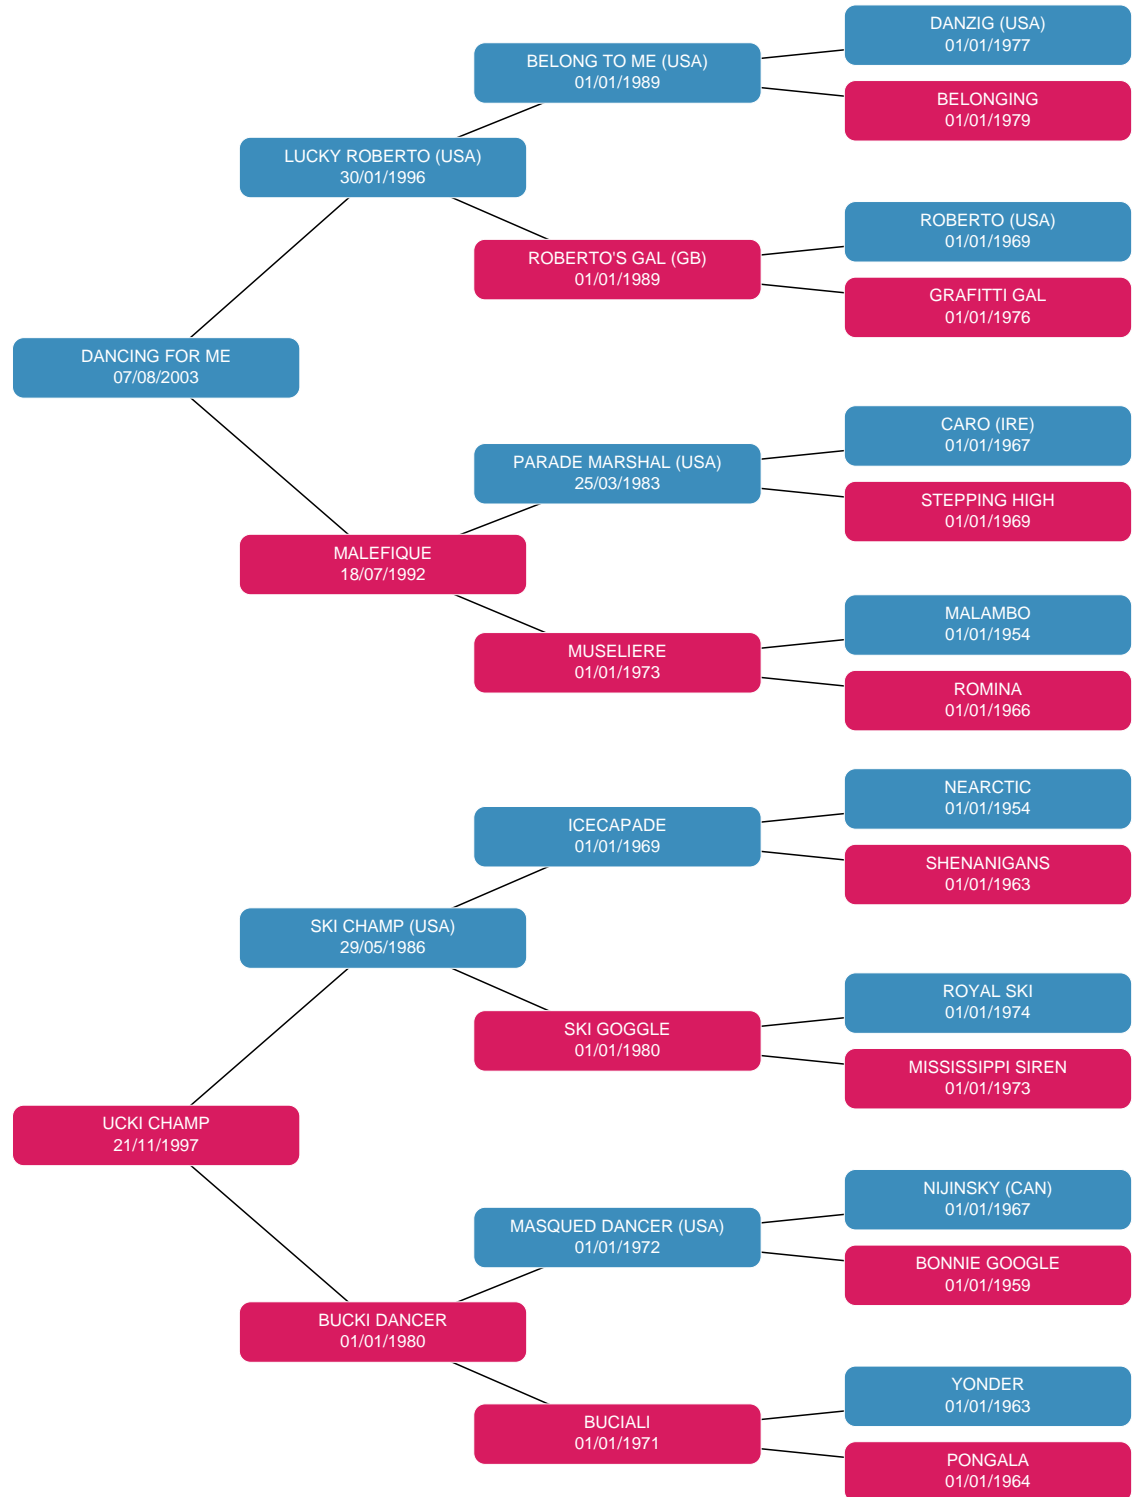 DANZIG (USA)
01/01/1977
BELONG TO ME (USA)
01/01/1989
BELONGING
01/01/1979
LUCKY ROBERTO (USA)
30/01/1996
ROBERTO (USA)
01/01/1969
ROBERTO'S GAL (GB)
01/01/1989
GRAFITTI GAL
01/01/1976
DANCING FOR ME
07/08/2003
CARO (IRE)
01/01/1967
PARADE MARSHAL (USA)
25/03/1983
STEPPING HIGH
01/01/1969
MALEFIQUE
18/07/1992
MALAMBO
01/01/1954
MUSELIERE
01/01/1973
ROMINA
01/01/1966
NEARCTIC
01/01/1954
ICECAPADE
01/01/1969
SHENANIGANS
01/01/1963
SKI CHAMP (USA)
29/05/1986
ROYAL SKI
01/01/1974
SKI GOGGLE
01/01/1980
MISSISSIPPI SIREN
01/01/1973
UCKI CHAMP
21/11/1997
NIJINSKY (CAN)
01/01/1967
MASQUED DANCER (USA)
01/01/1972
BONNIE GOOGLE
01/01/1959
BUCKI DANCER
01/01/1980
YONDER
01/01/1963
BUCIALI
01/01/1971
PONGALA
01/01/1964